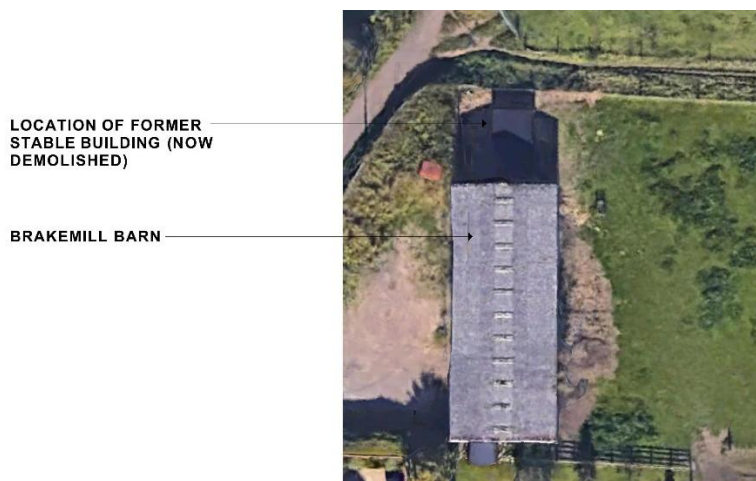 LOCATION OF FORMER
STABLE BUILDING (NOW
DEMOLISHED)
BRAKEMILL BARN